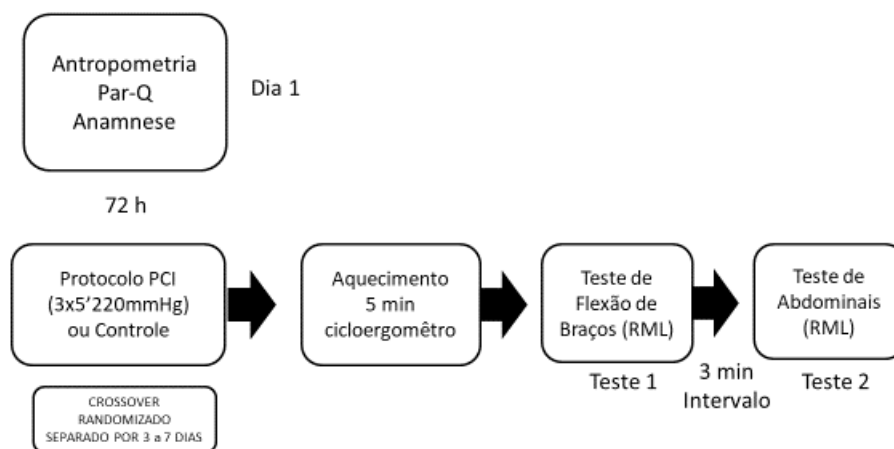 Antropometria
Par-Q
Anamnese
Dia 1
72 h
Protocolo PCI
(3x5'220mmHg)
ou Controle
Aquecimento
5 min
cicloergomêtro
Teste de
Flexão de
Braços (RML)
Teste de
Abdominais
(RML)
Teste 1
3 min
Intervalo
Teste 2
CROSSOVER
RANDOMIZADO
SEPARADO POR 3 a 7 DIAS